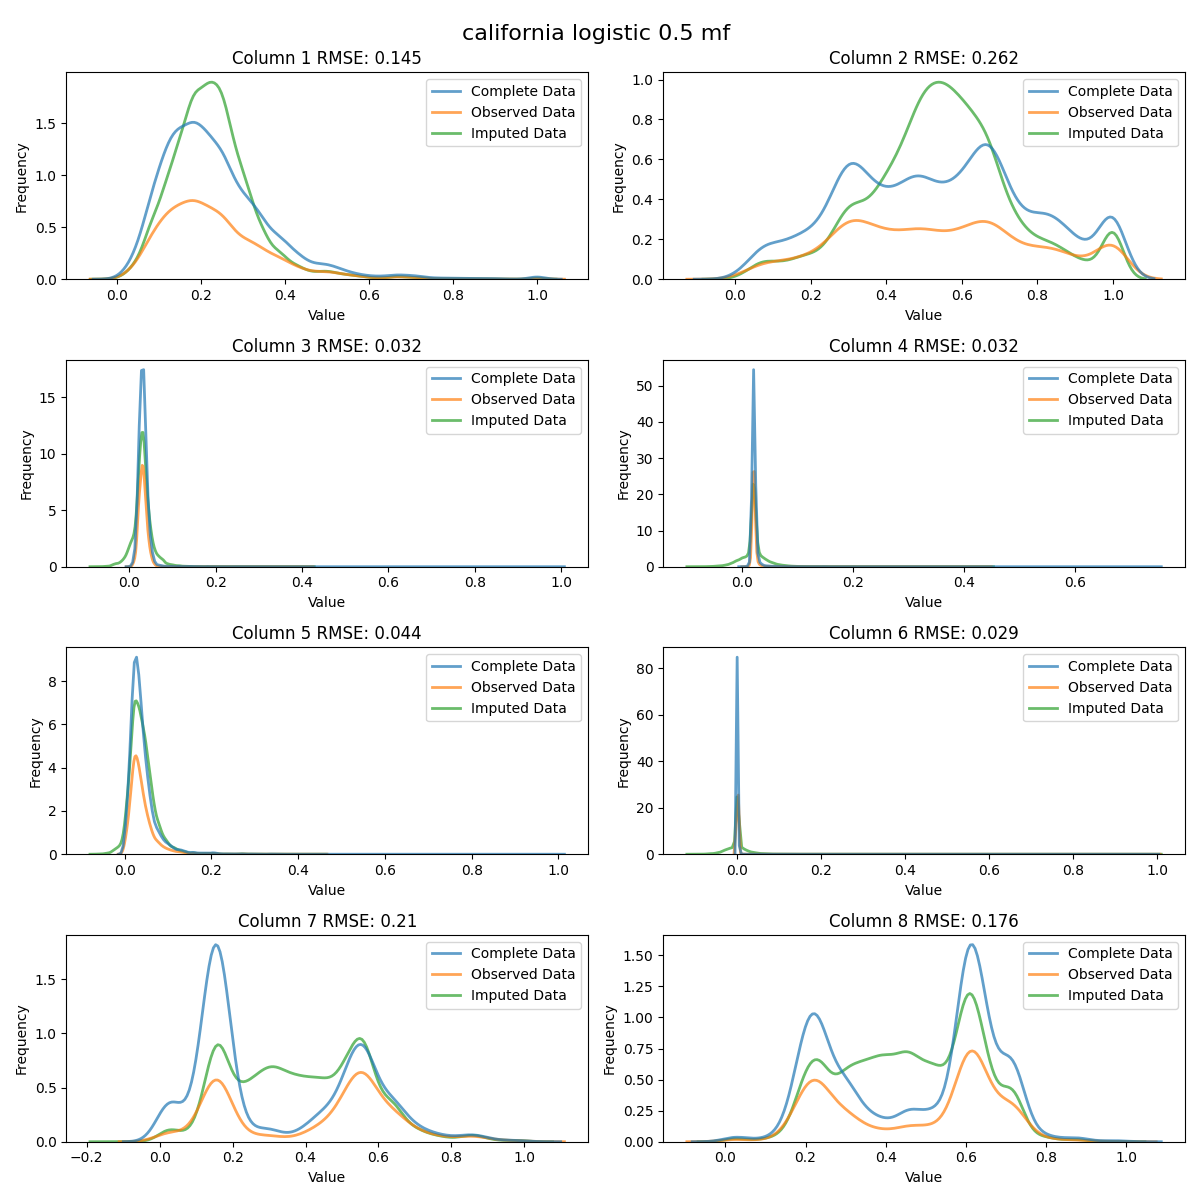 california logistic 0.5 mf
Column 1 RMSE: 0.145
Frequency
0.0
0.5
1.0
1.5
0.0 0.2 0.4 0.6 0.8 1.0
Value
Complete Data
Observed Data
Imputed Data
Column 2 RMSE: 0.262
Frequency
0.0
0.2
0.4
0.6
0.8
1.0
0.0 0.2 0.4 0.6 0.8 1.0
Value
Complete Data
Observed Data
Imputed Data
Column 3 RMSE: 0.032
Frequency
0
5
10
15
0.0 0.2 0.4 0.6 0.8 1.0
Value
Complete Data
Observed Data
Imputed Data
Column 4 RMSE: 0.032
Frequency
0
10
20
30
40
50
0.0 0.2 0.4 0.6
Value
Complete Data
Observed Data
Imputed Data
Column 5 RMSE: 0.044
Frequency
0
2
4
6
8
0.0 0.2 0.4 0.6 0.8 1.0
Value
Complete Data
Observed Data
Imputed Data
Column 6 RMSE: 0.029
Frequency
0
20
40
60
80
0.0 0.2 0.4 0.6 0.8 1.0
Value
Complete Data
Observed Data
Imputed Data
Column 7 RMSE: 0.21
Frequency
0.0
0.5
1.0
1.5
−0.2 0.0 0.2 0.4 0.6 0.8 1.0
Value
Complete Data
Observed Data
Imputed Data
Column 8 RMSE: 0.176
Frequency
0.00
0.25
0.50
0.75
1.00
1.25
1.50
0.0 0.2 0.4 0.6 0.8 1.0
Value
Complete Data
Observed Data
Imputed Data